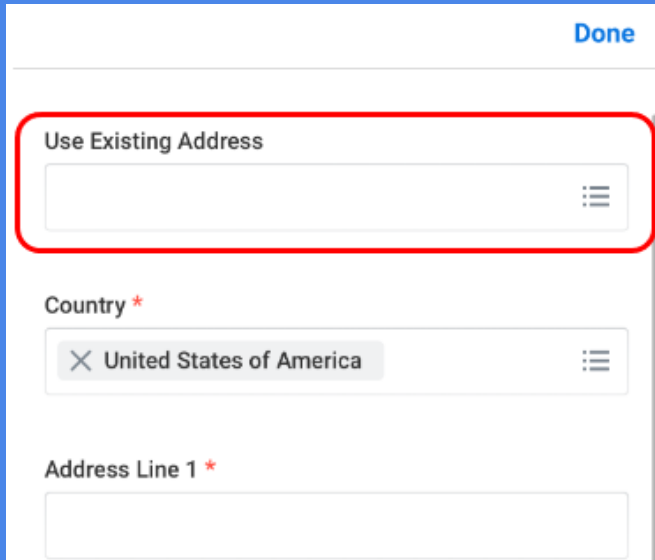 Done
Use Existing Address
Country *
United States of America
Address Line 1 *